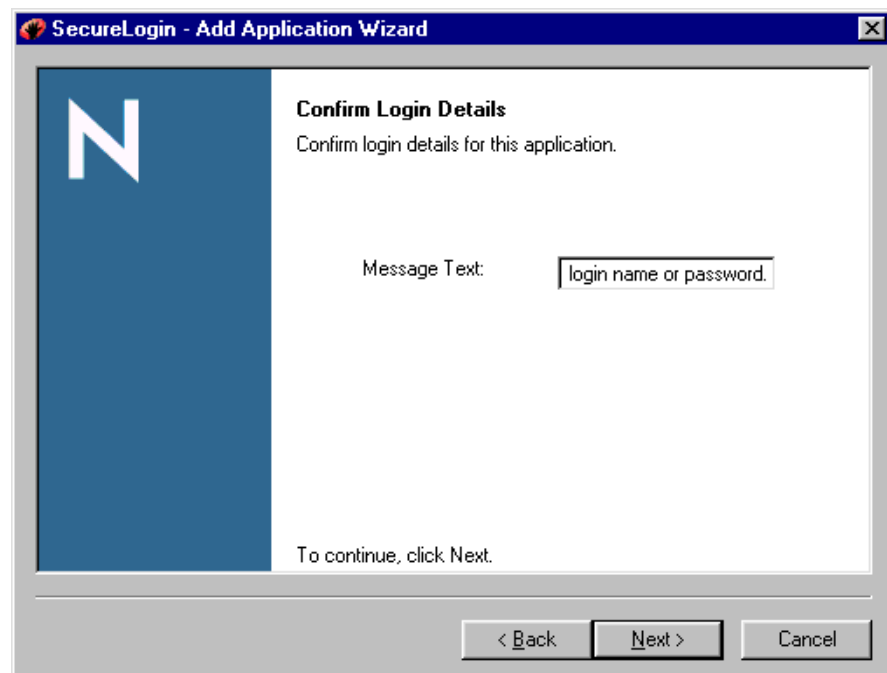 SecureLogin - Add Application Wizard
N
Confirm Login Details
Confirm login details for this application.
Message Text: login name or password.
To continue, click Next.
< Back Next > Cancel